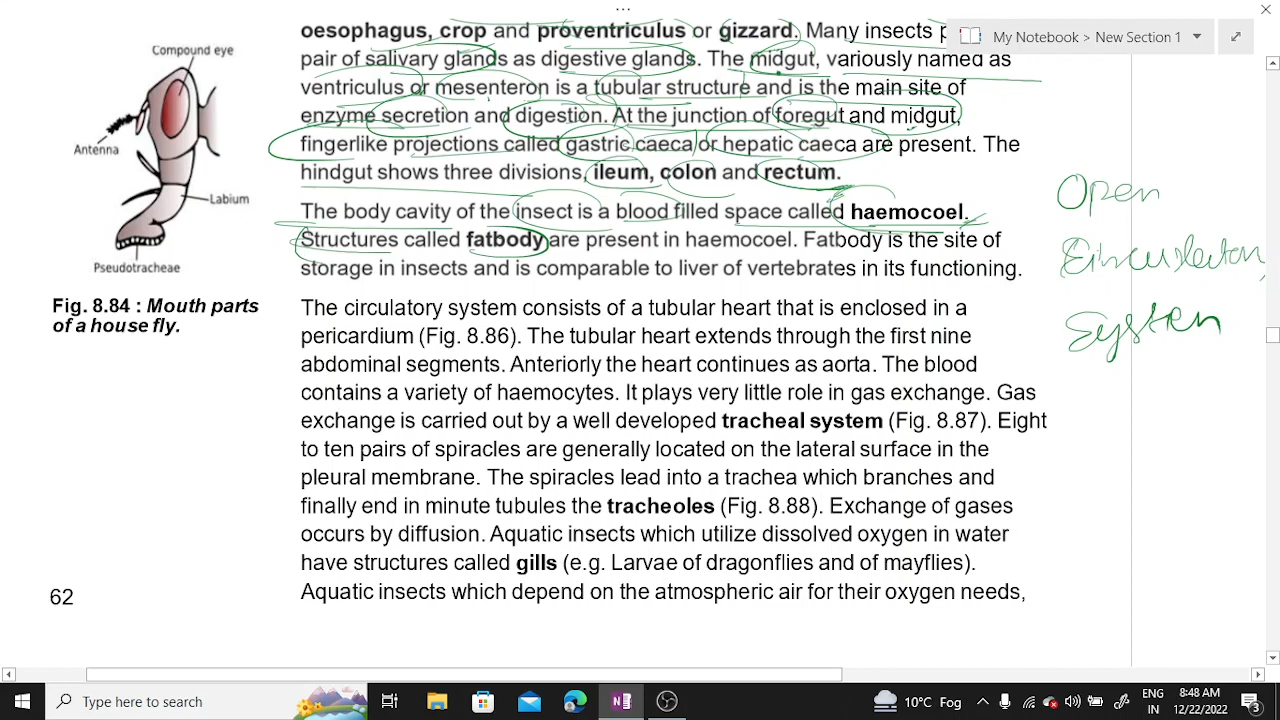 ...
oesophagus, crop and proventriculus or gizzard. Many insects p
My Notebook > New Section 1
pair of salivary glands as digestive glands. The midgut, variously named as
ventriculus or mesenteron is a tubular structure and is the main site of
enzyme secretion and digestion. At the junction of foregut and midgut,
fingerlike projections called gastric caeca or hepatic caeca are present. The
hindgut shows three divisions, ileum, colon and rectum.
The body cavity of the insect is a blood filled space called haemocoel.
Structures called fatbody are present in haemocoel. Fatbody is the site of
storage in insects and is comparable to liver of vertebrates in its functioning.
The circulatory system consists of a tubular heart that is enclosed in a
pericardium (Fig. 8.86). The tubular heart extends through the first nine
abdominal segments. Anteriorly the heart continues as aorta. The blood
contains a variety of haemocytes. It plays very little role in gas exchange. Gas
exchange is carried out by a well developed tracheal system (Fig. 8.87). Eight
to ten pairs of spiracles are generally located on the lateral surface in the
pleural membrane. The spiracles lead into a trachea which branches and
finally end in minute tubules the tracheoles (Fig. 8.88). Exchange of gases
occurs by diffusion. Aquatic insects which utilize dissolved oxygen in water
have structures called gills (e.g. Larvae of dragonflies and of mayflies).
Aquatic insects which depend on the atmospheric air for their oxygen needs,
Compound eye
Antenna
Labium
Pseudotracheae
Fig. 8.84 : Mouth parts
of a house fly.
62
Open
System
Type here to search
10°C Fog
ENG
IN
8:48 AM
12/22/2022
3